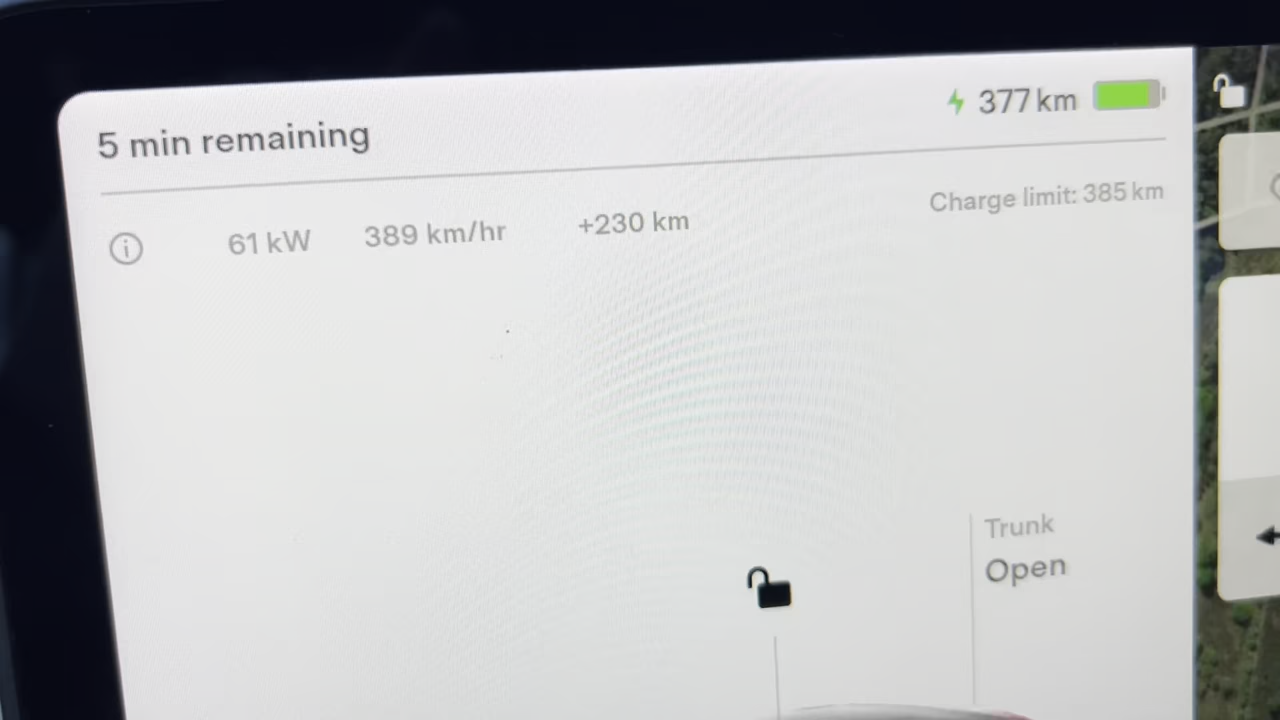 5 min remaining
377 km
Charge limit: 385 km
61 kW
389 km/hr
+230 km
Trunk
Open